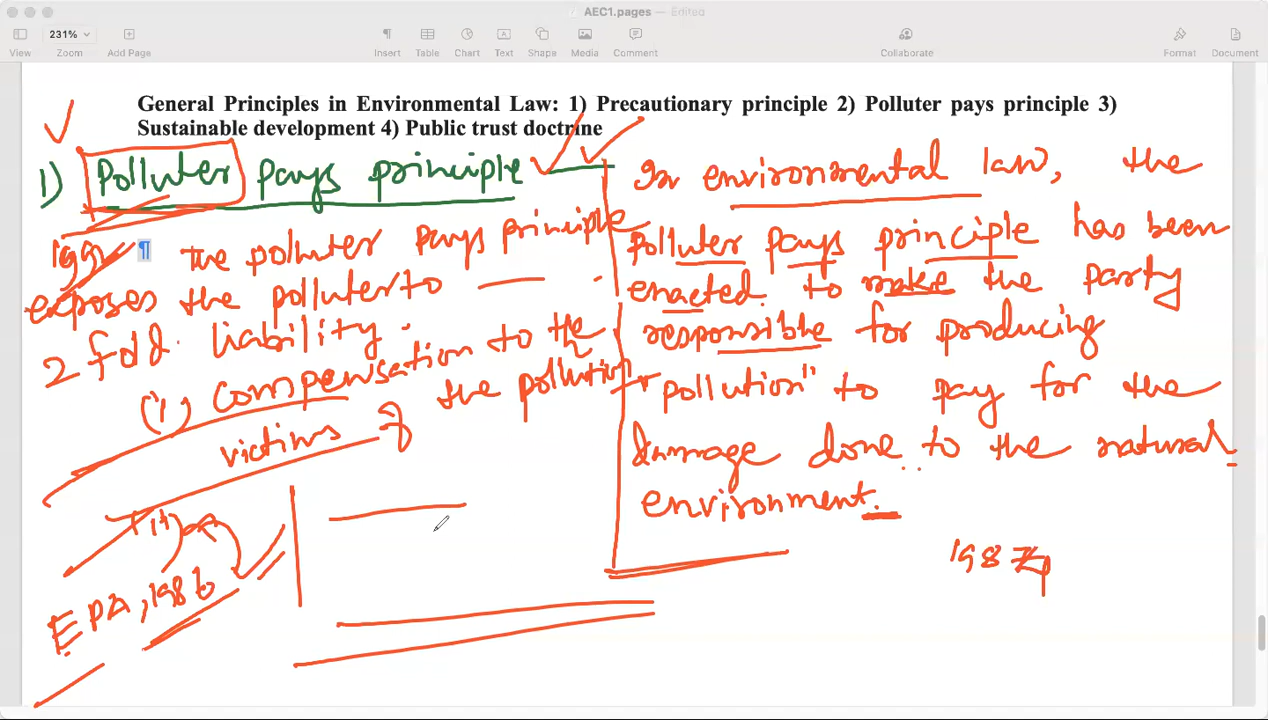 AEC1.pages — Edited
231%
View Zoom Add Page Insert Table Chart Text Shape Media Comment Collaborate Format Document
General Principles in Environmental Law: 1) Precautionary principle 2) Polluter pays principle 3)
Sustainable development 4) Public trust doctrine
1) Polluter pays principle
¶ The polluter pays principle
exposes the polluter to
2 fold liability.
(i) compensation to the
victims of the pollution
(ii)
EPA, 1986
In environmental law, the
polluter pays principle has been
enacted to make the party
responsible for producing
pollution" to pay for the
damage done to the natural
environment.